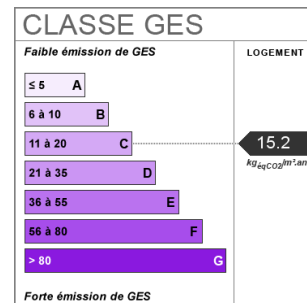 CLASSE GES
Faible émission de GES
LOGEMENT
≤ 5 A
6 à 10 B
11 à 20 C
15.2
kgéqCO2/m².an
21 à 35 D
36 à 55 E
56 à 80 F
> 80 G
Forte émission de GES